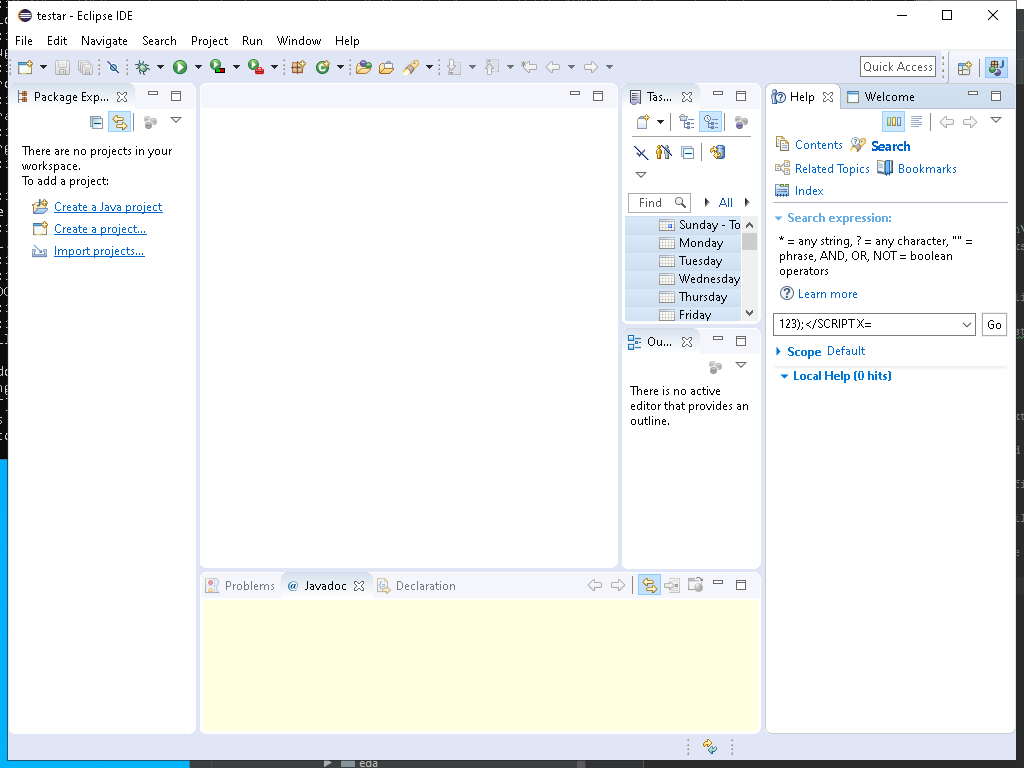 testar - Eclipse IDE
File Edit Navigate Search Project Run Window Help
Quick Access
Package Exp...
There are no projects in your
workspace.
To add a project:
Create a Java project
Create a project...
Import projects...
Tas...
Find
All
Sunday - To
Monday
Tuesday
Wednesday
Thursday
Friday
Ou...
There is no active
editor that provides an
outline.
Help
Welcome
Contents
Search
Related Topics
Bookmarks
Index
Search expression:
* = any string, ? = any character, "" =
phrase, AND, OR, NOT = boolean
operators
Learn more
123);</SCRIPTX=
Go
Scope Default
Local Help (0 hits)
Problems
@ Javadoc
Declaration
eda